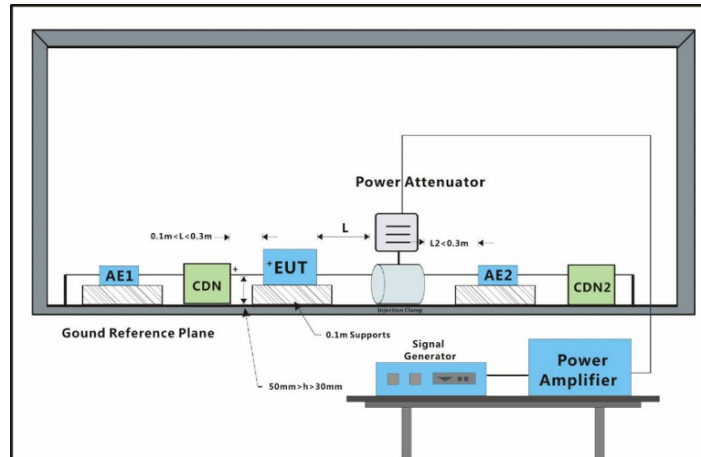 Power Attenuator
0.1m<L<0.3m
L
L2<0.3m
+EUT
AE1
CDN
+
AE2
CDN2
Injection Clamp
Gound Reference Plane
0.1m Supports
50mm>h>30mm
Signal
Generator
Power
Amplifier